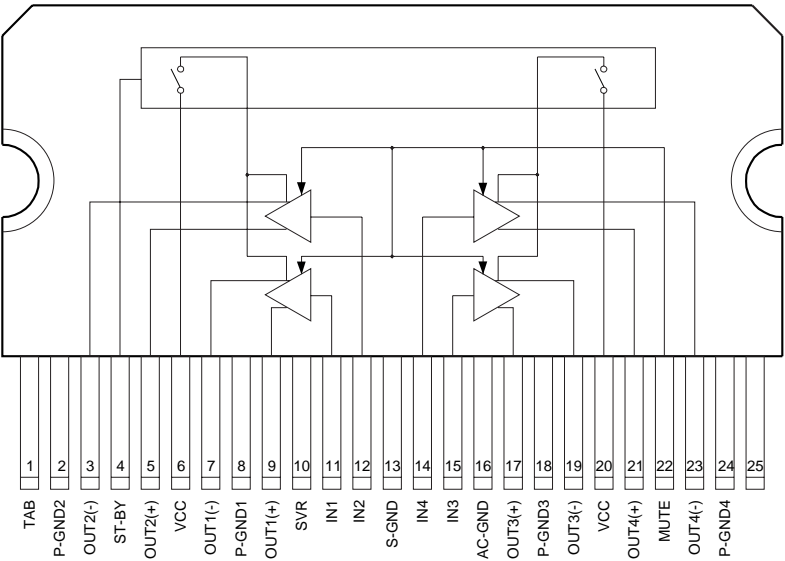 1 2 3 4 5 6 7 8 9 10 11 12 13 14 15 16 17 18 19 20 21 22 23 24 25
TAB
P-GND2
OUT2(-)
ST-BY
OUT2(+)
VCC
OUT1(-)
P-GND1
OUT1(+)
SVR
IN1
IN2
S-GND
IN4
IN3
AC-GND
OUT3(+)
P-GND3
OUT3(-)
VCC
OUT4(+)
MUTE
OUT4(-)
P-GND4